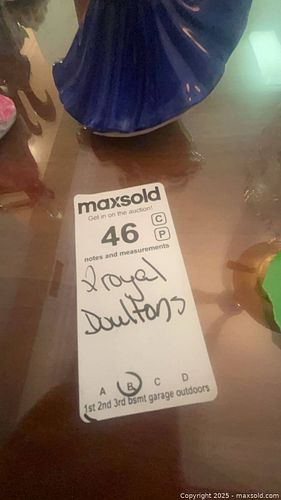 maxsold
Get in on the auction!
46 C
P
notes and measurements
2 royal
Doultons
A B C D
1st 2nd 3rd bsmt garage outdoors
Copyright 2025 - maxsold.com